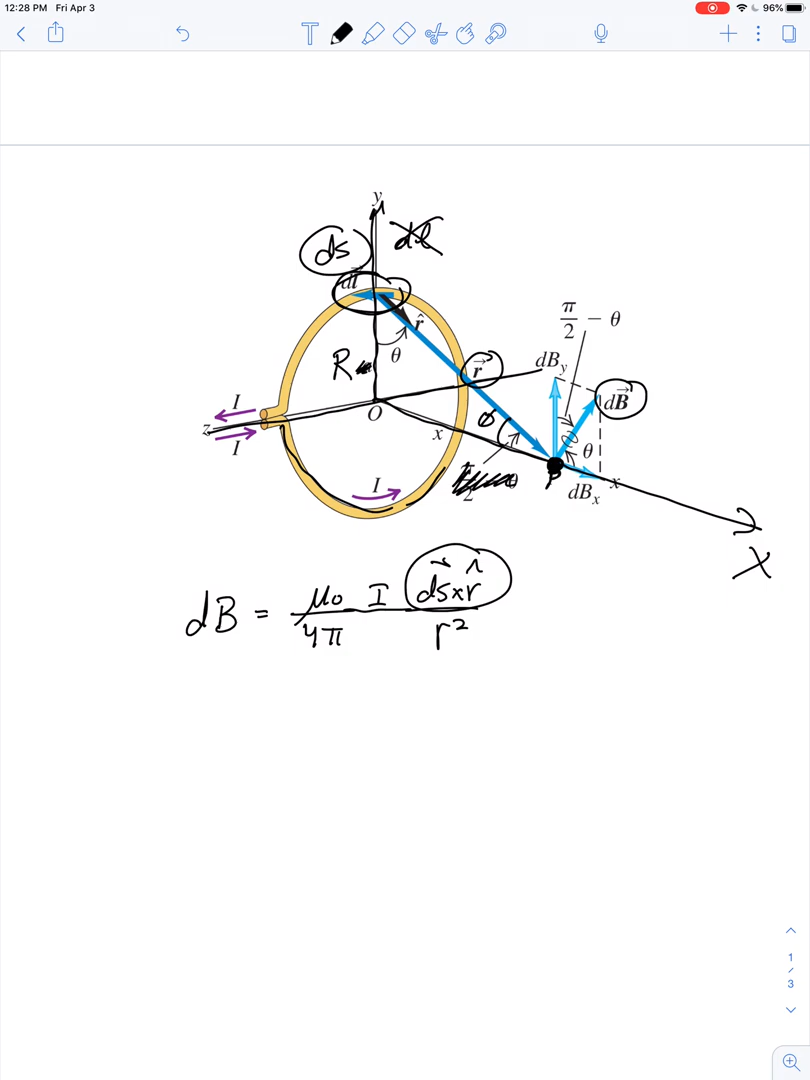 12:28 PM Fri Apr 3
96%
T
y
ds
dl
dl
r̂
θ
R
r⃗
π/2 − θ
dB_y
dB⃗
I
z
I
O
x
ϕ
θ
P
dB_x
x
I
X
dB = μ₀/4π I ds⃗×r̂/r²
1
/
3